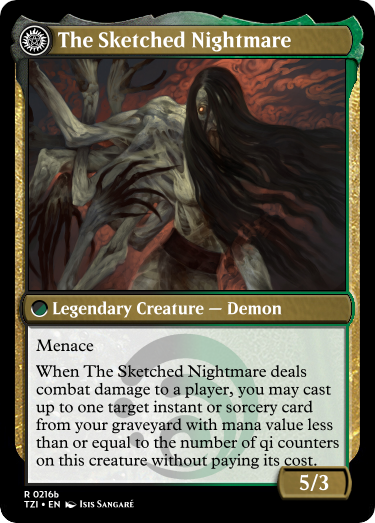 The Sketched Nightmare
Legendary Creature — Demon
Menace
When The Sketched Nightmare deals
combat damage to a player, you may cast
up to one target instant or sorcery card
from your graveyard with mana value less
than or equal to the number of qi counters
on this creature without paying its cost.
5/3
R 0216b
TZI • EN Isis Sangaré